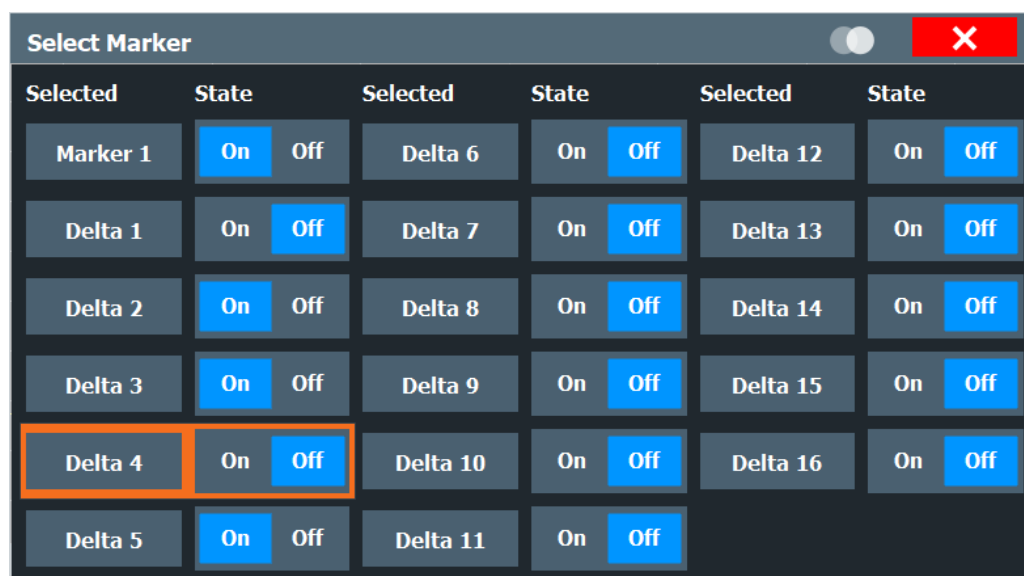 Select Marker
Selected State Selected State Selected State
Marker 1 On Off Delta 6 On Off Delta 12 On Off
Delta 1 On Off Delta 7 On Off Delta 13 On Off
Delta 2 On Off Delta 8 On Off Delta 14 On Off
Delta 3 On Off Delta 9 On Off Delta 15 On Off
Delta 4 On Off Delta 10 On Off Delta 16 On Off
Delta 5 On Off Delta 11 On Off